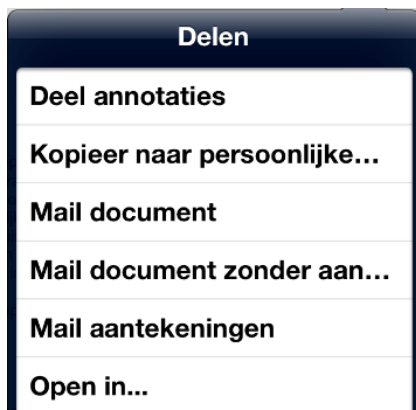 Delen
Deel annotaties
Kopieer naar persoonlijke...
Mail document
Mail document zonder aan...
Mail aantekeningen
Open in...